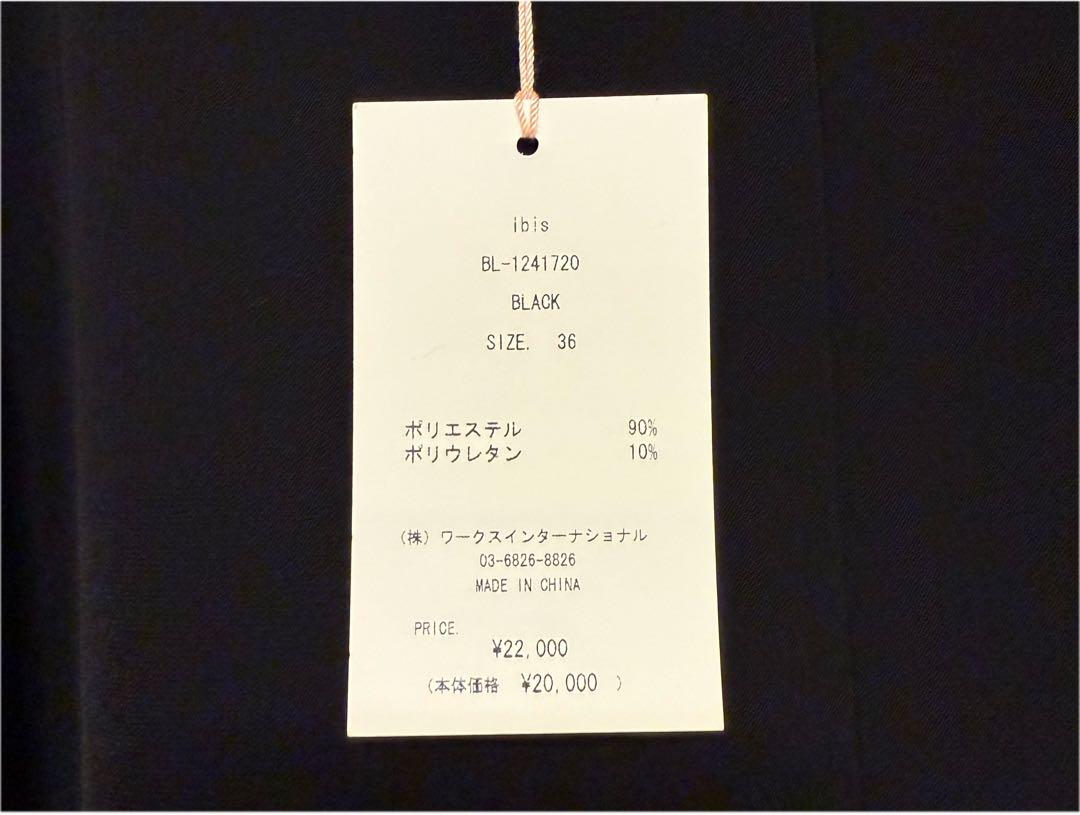 ibis
BL-1241720
BLACK
SIZE. 36
ポリエステル 90%
ポリウレタン 10%
(株) ワークスインターナショナル
03-6826-8826
MADE IN CHINA
PRICE.
¥22,000
(本体価格 ¥20,000 )